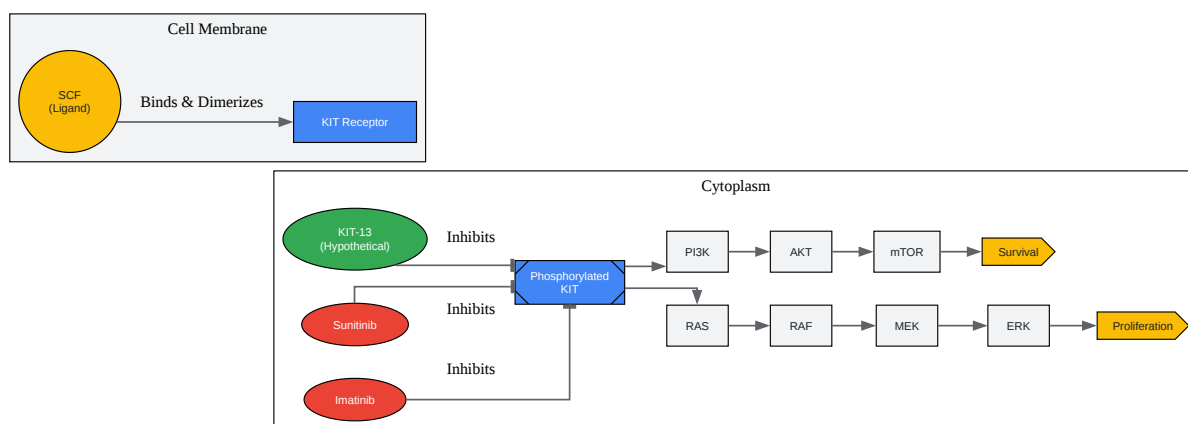 Cell Membrane
SCF
(Ligand)
Binds & Dimerizes
KIT Receptor
Cytoplasm
KIT-13
(Hypothetical)
Inhibits
Phosphorylated
KIT
Sunitinib
Inhibits
Imatinib
Inhibits
PI3K
AKT
mTOR
Survival
RAS
RAF
MEK
ERK
Proliferation